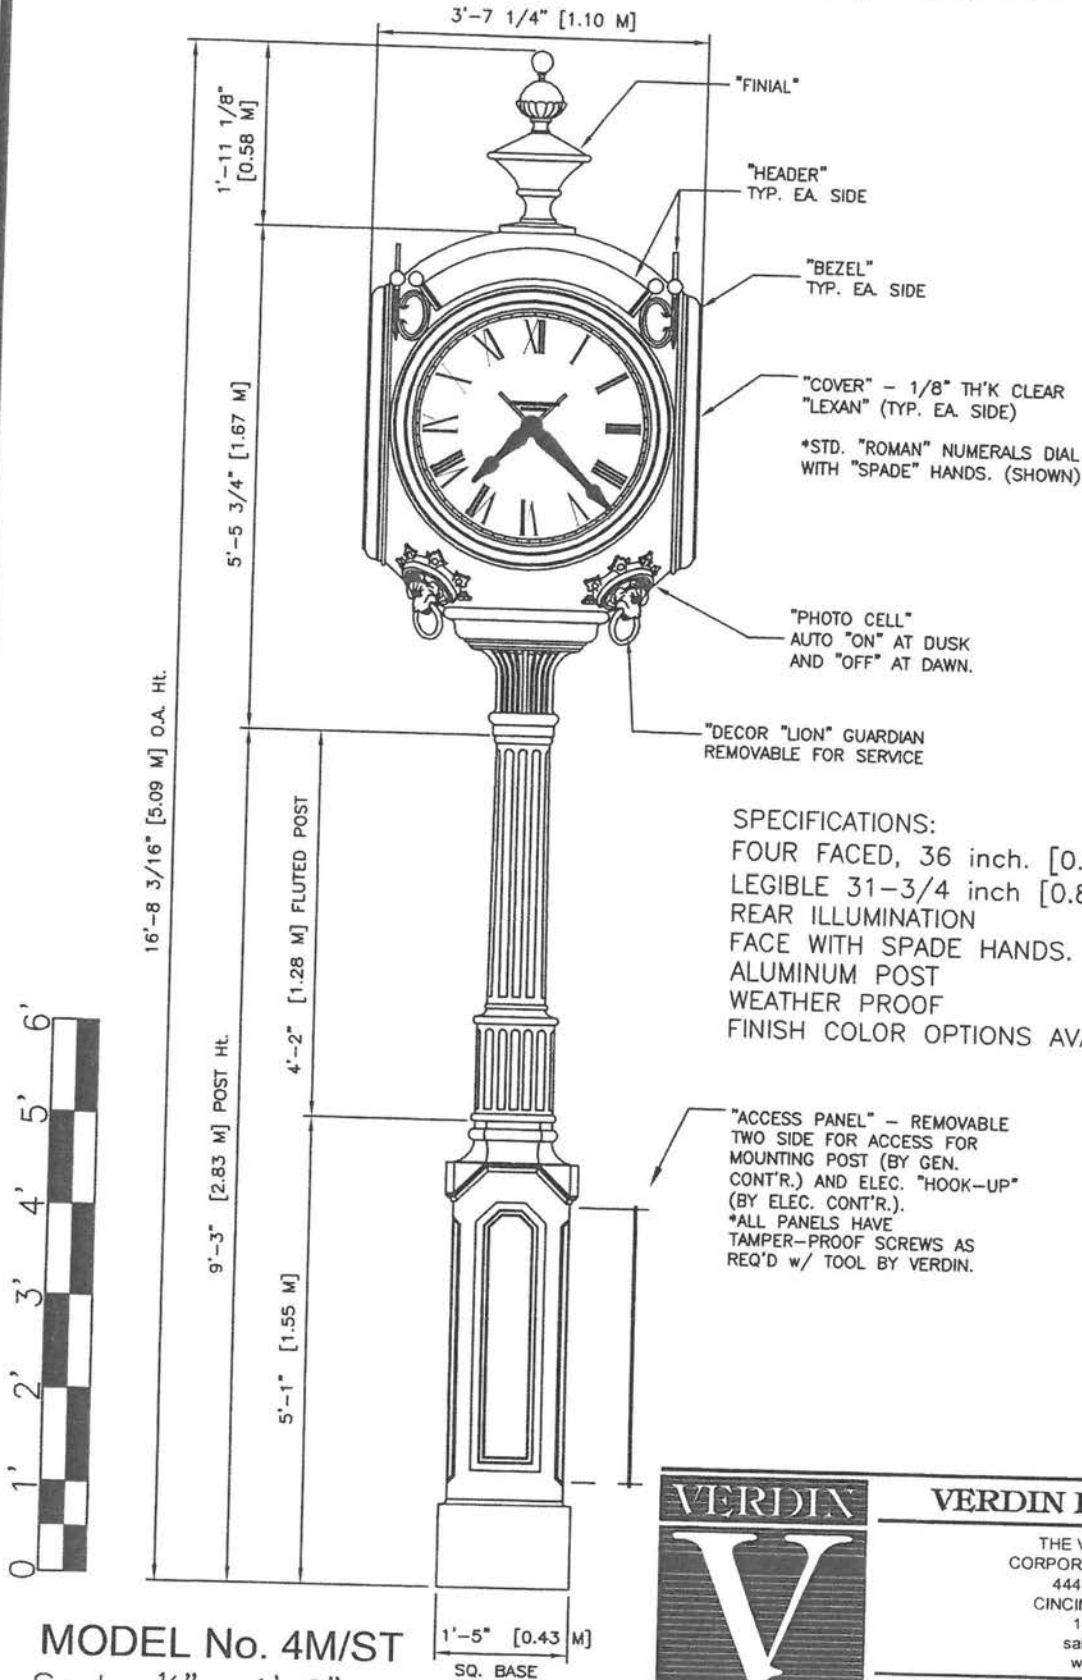 3'-7 1/4" [1.10 M]
1'-11 1/8"
[0.58 M]
"FINIAL"
"HEADER"
TYP. EA. SIDE
"BEZEL"
TYP. EA. SIDE
"COVER" - 1/8" TH'K CLEAR
"LEXAN" (TYP. EA. SIDE)
*STD. "ROMAN" NUMERALS DIAL
WITH "SPADE" HANDS. (SHOWN)
5'-5 3/4" [1.67 M]
"PHOTO CELL"
AUTO "ON" AT DUSK
AND "OFF" AT DAWN.
"DECOR "LION" GUARDIAN
REMOVABLE FOR SERVICE
16'-8 3/16" [5.09 M] O.A. Ht.
9'-3" [2.83 M] POST Ht.
4'-2" [1.28 M] FLUTED POST
5'-1" [1.55 M]
SPECIFICATIONS:
FOUR FACED, 36 inch. [0.
LEGIBLE 31-3/4 inch [0.8
REAR ILLUMINATION
FACE WITH SPADE HANDS.
ALUMINUM POST
WEATHER PROOF
FINISH COLOR OPTIONS AVA
"ACCESS PANEL" - REMOVABLE
TWO SIDE FOR ACCESS FOR
MOUNTING POST (BY GEN.
CONT'R.) AND ELEC. "HOOK-UP"
(BY ELEC. CONT'R.).
*ALL PANELS HAVE
TAMPER-PROOF SCREWS AS
REQ'D w/ TOOL BY VERDIN.
6'
5'
4'
3'
2'
1'
0
1'-5" [0.43 M]
SQ. BASE
MODEL No. 4M/ST
VERDIN
V
VERDIN
THE
CORPOR
444
CINCIN
1
sa
w